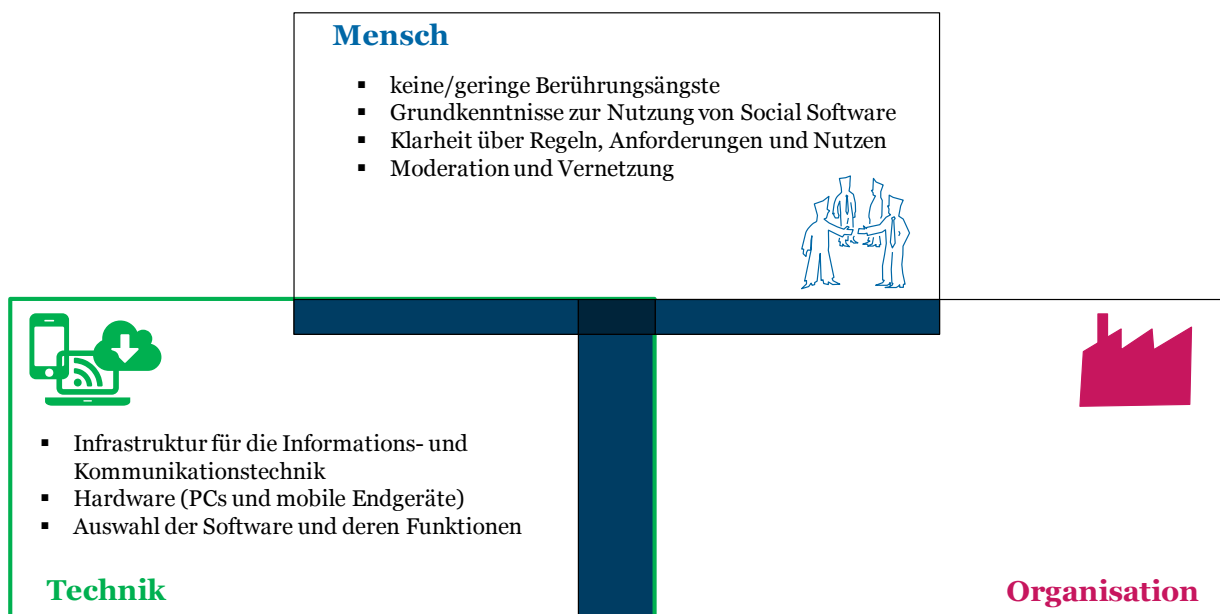 Mensch
▪ keine/geringe Berührungsängste
▪ Grundkenntnisse zur Nutzung von Social Software
▪ Klarheit über Regeln, Anforderungen und Nutzen
▪ Moderation und Vernetzung
▪ Infrastruktur für die Informations- und
Kommunikationstechnik
▪ Hardware (PCs und mobile Endgeräte)
▪ Auswahl der Software und deren Funktionen
Technik
Organisation